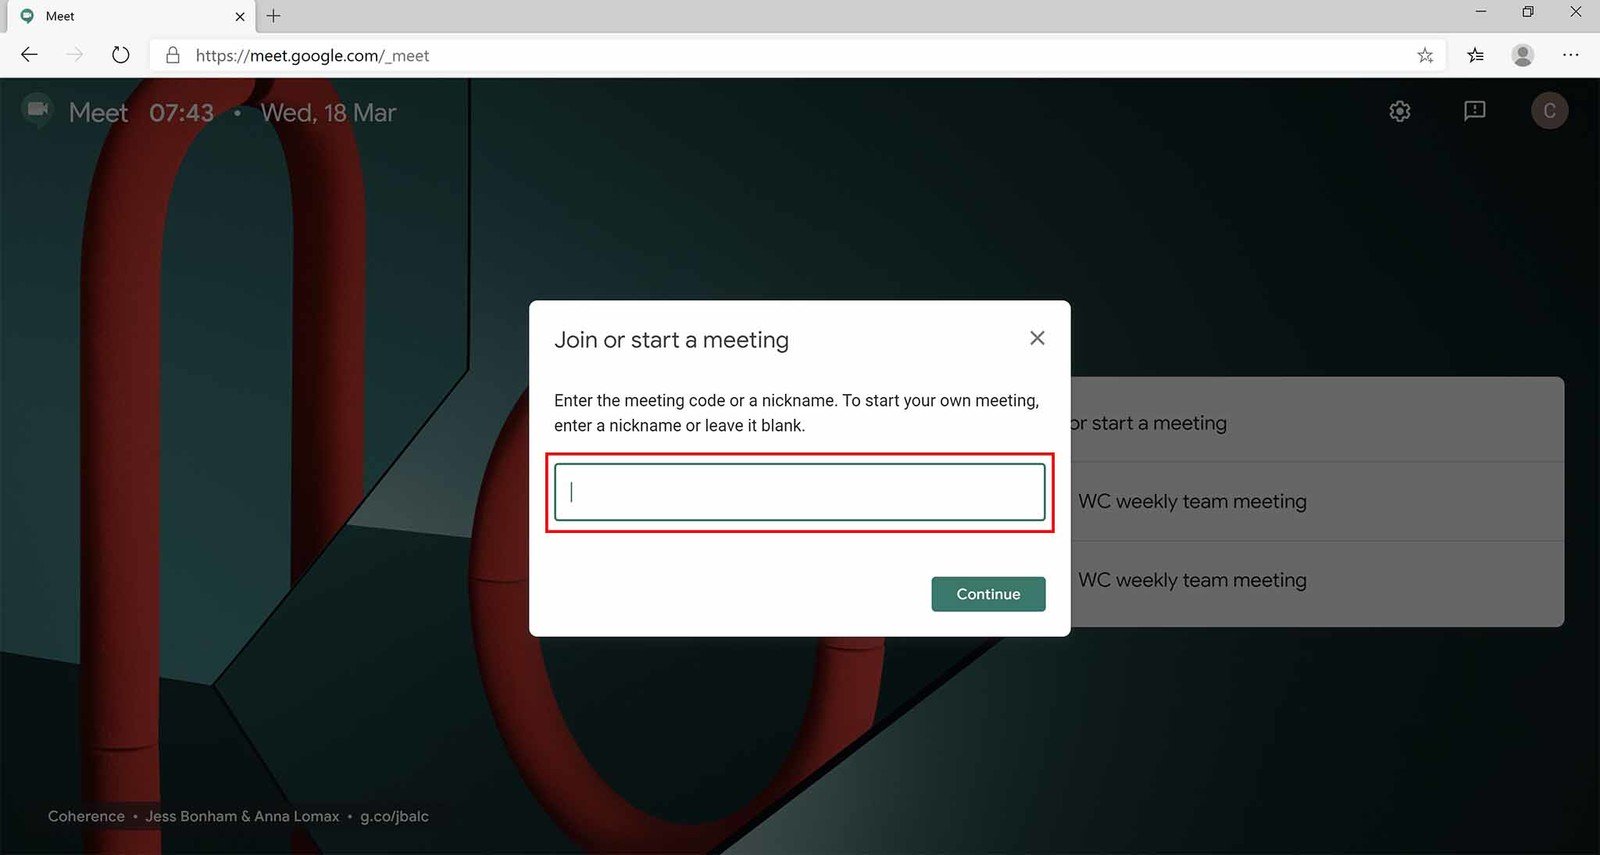 Meet
https://meet.google.com/_meet
Meet 07:43 • Wed, 18 Mar
C
Join or start a meeting
Enter the meeting code or a nickname. To start your own meeting,
enter a nickname or leave it blank.
Continue
or start a meeting
WC weekly team meeting
WC weekly team meeting
Coherence • Jess Bonham & Anna Lomax • g.co/jbalc